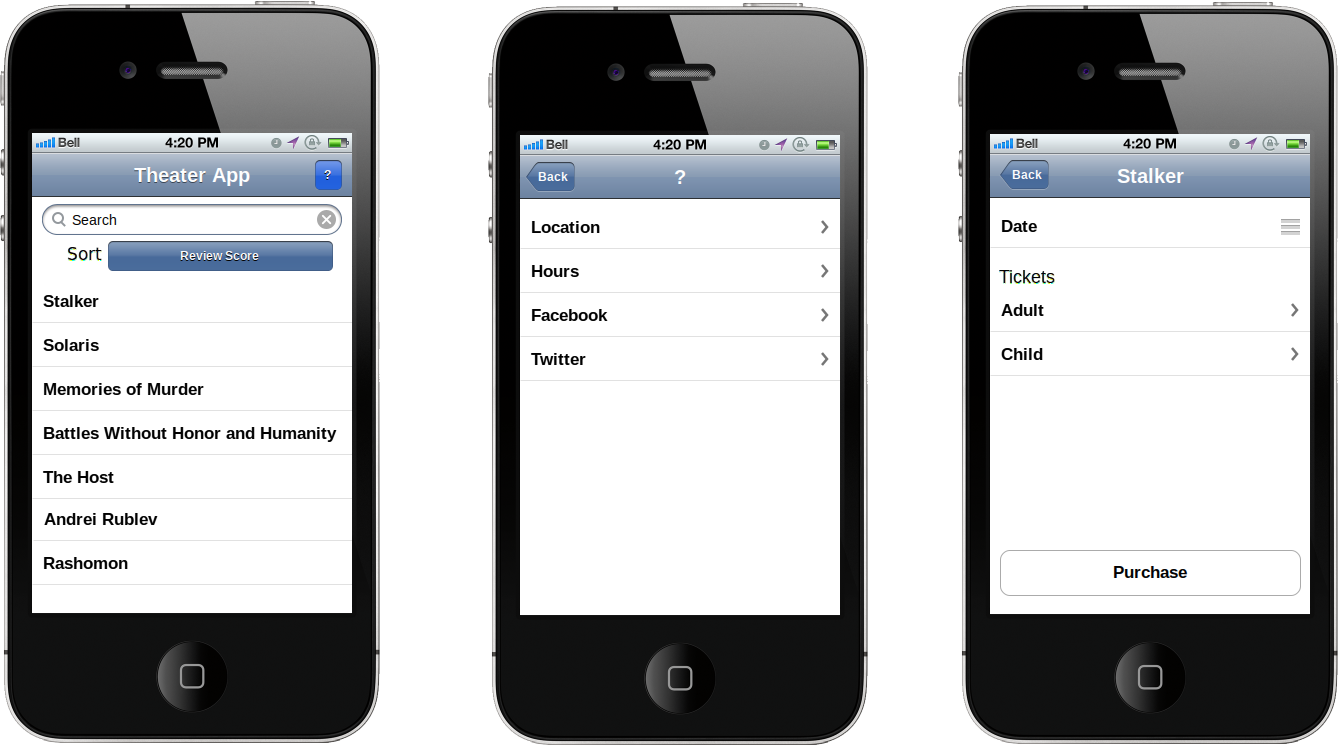 Bell 4:20 PM
Theater App ?
Search
Sort Review Score
Stalker
Solaris
Memories of Murder
Battles Without Honor and Humanity
The Host
Andrei Rublev
Rashomon
Bell 4:20 PM
Back ?
Location
Hours
Facebook
Twitter
Bell 4:20 PM
Back Stalker
Date
Tickets
Adult
Child
Purchase